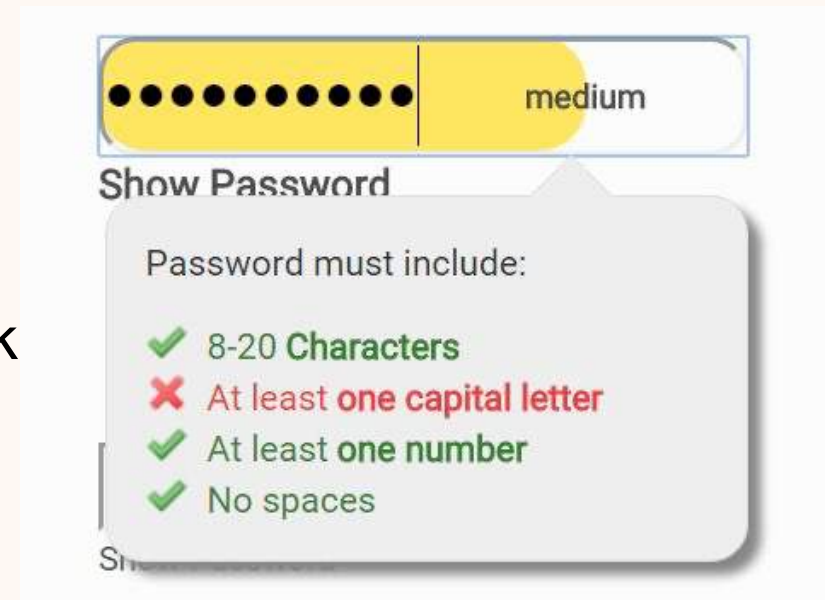 ●●●●●●●●●● medium
Show Password
Password must include:
8-20 Characters
At least one capital letter
k
At least one number
No spaces